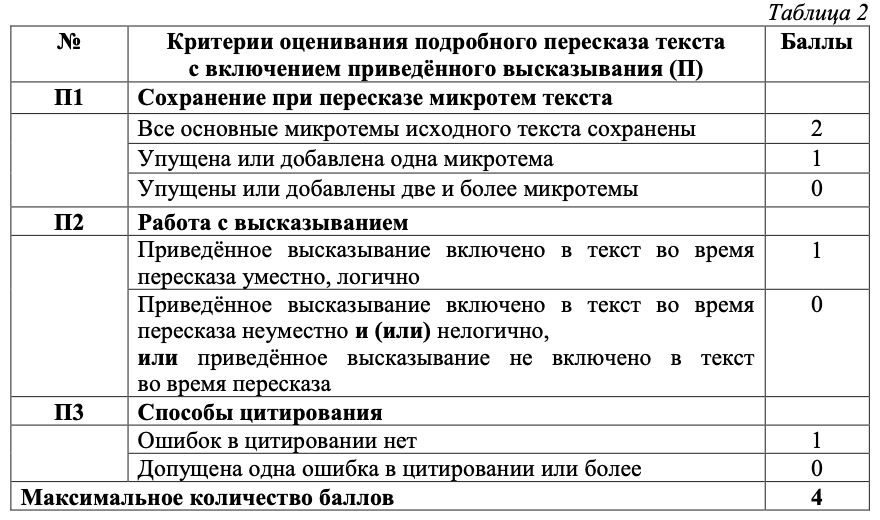 Таблица 2
№ Критерии оценивания подробного пересказа текста с включением приведённого высказывания (П) Баллы
П1 Сохранение при пересказе микротем текста
Все основные микротемы исходного текста сохранены 2
Упущена или добавлена одна микротема 1
Упущены или добавлены две и более микротемы 0
П2 Работа с высказыванием
Приведённое высказывание включено в текст во время 1
пересказа уместно, логично
Приведённое высказывание включено в текст во время 0
пересказа неуместно и (или) нелогично,
или приведённое высказывание не включено в текст
во время пересказа
П3 Способы цитирования
Ошибок в цитировании нет 1
Допущена одна ошибка в цитировании или более 0
Максимальное количество баллов 4